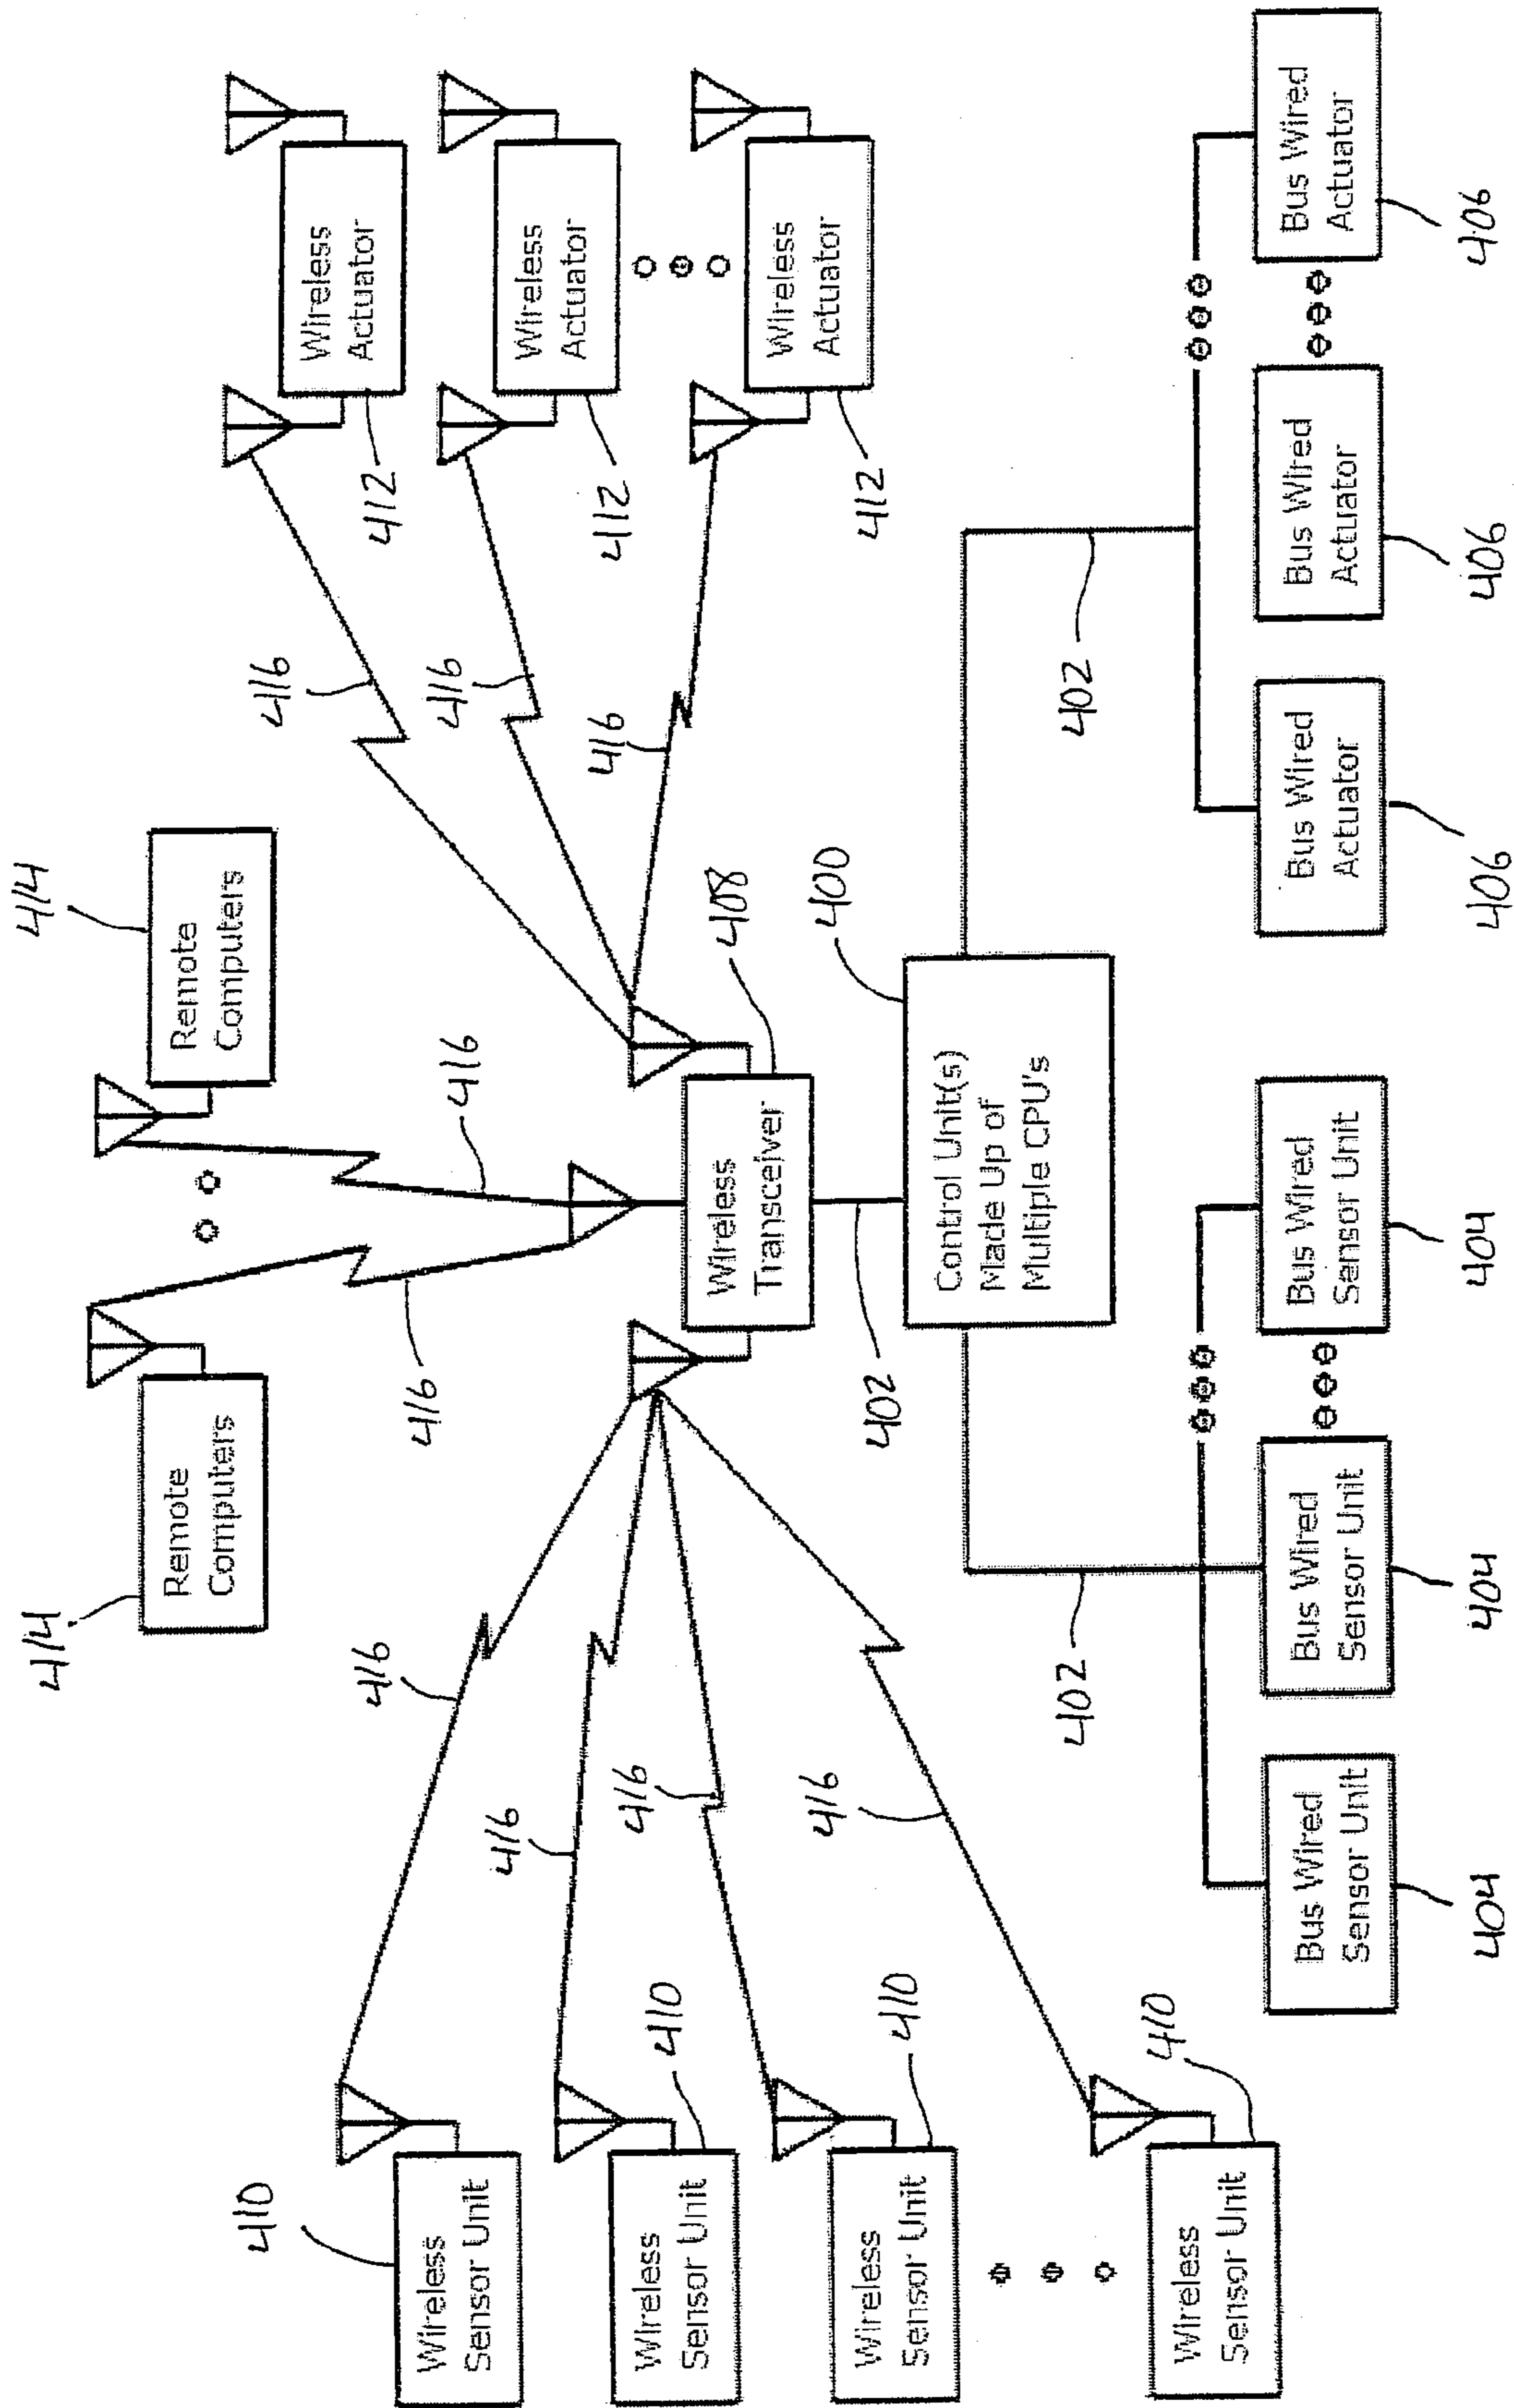 414
414
Remote
Computers
Remote
Computers
410
416
416
416
416
412
Wireless
Actuator
Wireless
Sensor Unit
416
416
412
Wireless
Actuator
410
Wireless
Sensor Unit
416
416
412
Wireless
Actuator
Wireless
Transceiver
408
410
Wireless
Sensor Unit
416
402
400
Control Unit(s)
Made Up of
Multiple CPU's
410
Wireless
Sensor Unit
402
402
Bus Wired
Sensor Unit
Bus Wired
Sensor Unit
Bus Wired
Sensor Unit
Bus Wired
Actuator
Bus Wired
Actuator
Bus Wired
Actuator
404
404
404
406
406
406